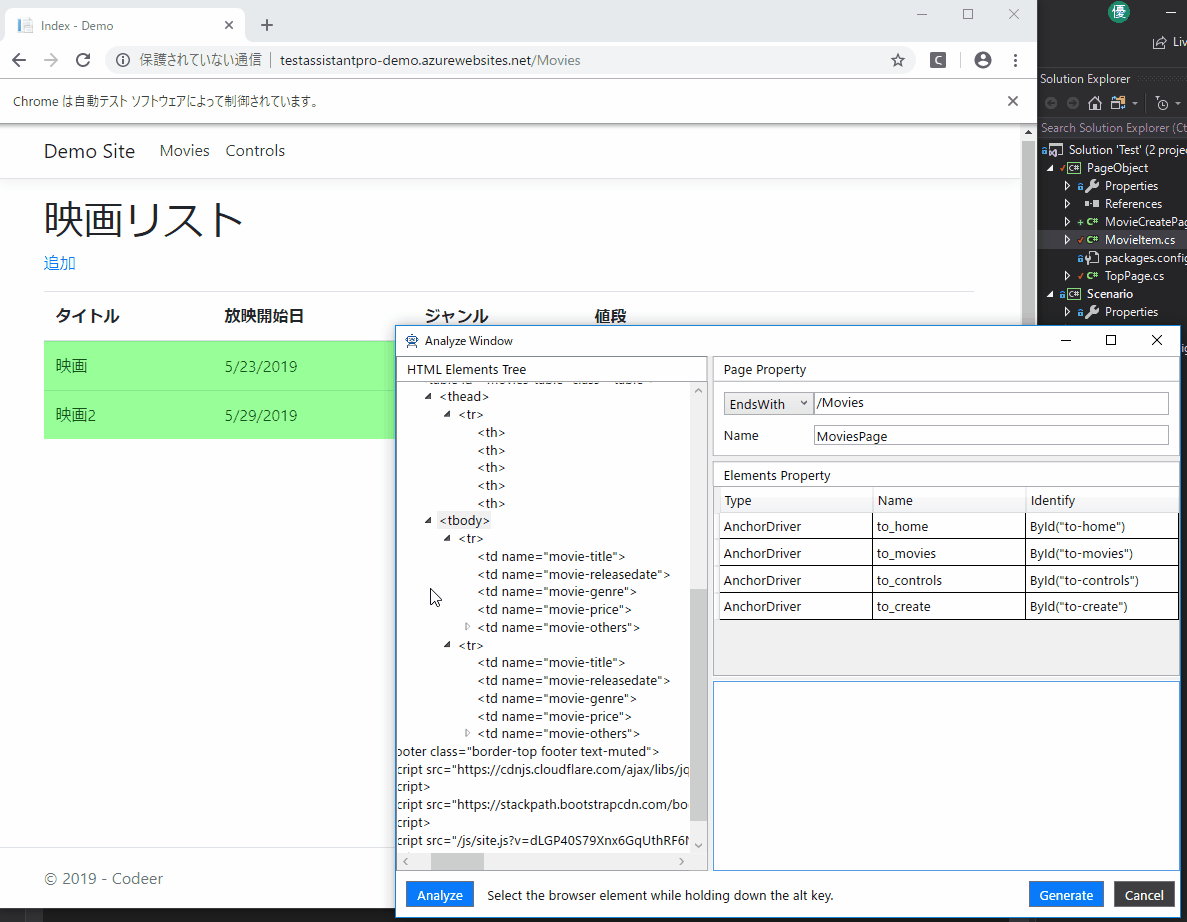 Index - Demo
優
Liv
保護されていない通信 testassistantpro-demo.azurewebsites.net/Movies
C
Chrome は自動テスト ソフトウェアによって制御されています。
Solution Explorer
Search Solution Explorer (Ct
Solution 'Test' (2 projec
C# PageObject
Properties
References
C# MovieCreatePag
C# MovieItem.cs
packages.config
C# TopPage.cs
C# Scenario
Properties
Demo Site Movies Controls
映画リスト
追加
タイトル 放映開始日 ジャンル 値段
映画 5/23/2019
映画2 5/29/2019
© 2019 - Codeer
Analyze Window
HTML Elements Tree
<thead>
<tr>
<th>
<th>
<th>
<th>
<th>
<tbody>
<tr>
<td name="movie-title">
<td name="movie-releasedate">
<td name="movie-genre">
<td name="movie-price">
<td name="movie-others">
<tr>
<td name="movie-title">
<td name="movie-releasedate">
<td name="movie-genre">
<td name="movie-price">
<td name="movie-others">
ooter class="border-top footer text-muted">
cript src="https://cdnjs.cloudflare.com/ajax/libs/jq
cript>
cript src="https://stackpath.bootstrapcdn.com/bo
cript>
cript src="/js/site.js?v=dLGP40S79Xnx6GqUthRF6N
Page Property
EndsWith /Movies
Name MoviesPage
Elements Property
Type Name Identify
AnchorDriver to_home ById("to-home")
AnchorDriver to_movies ById("to-movies")
AnchorDriver to_controls ById("to-controls")
AnchorDriver to_create ById("to-create")
Analyze Select the browser element while holding down the alt key. Generate Cancel